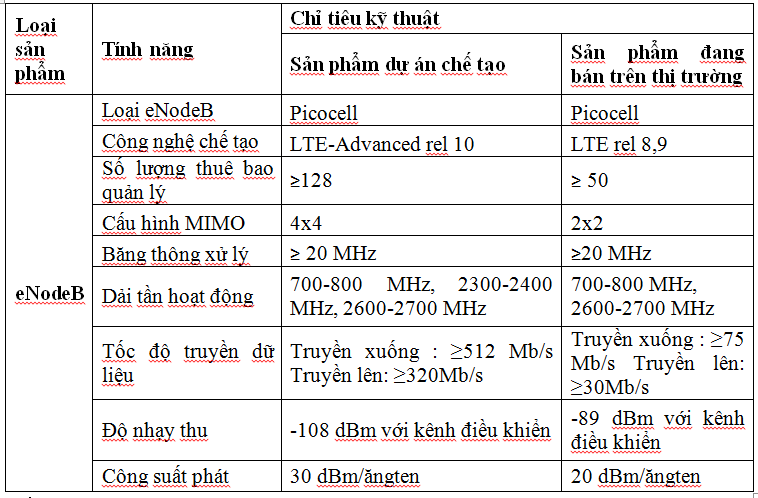 Loại sản phẩm
Tính năng
Chỉ tiêu kỹ thuật
Sản phẩm dự án chế tạo
Sản phẩm đang bán trên thị trường
eNodeB
Loại eNodeB
Picocell
Picocell
Công nghệ chế tạo
LTE-Advanced rel 10
LTE rel 8,9
Số lượng thuê bao
quản lý
≥128
≥ 50
Cấu hình MIMO
4x4
2x2
Băng thông xử lý
≥ 20 MHz
≥20 MHz
Dải tần hoạt động
700-800 MHz, 2300-2400
MHz, 2600-2700 MHz
700-800 MHz,
2600-2700 MHz
Tốc độ truyền dữ
liệu
Truyền xuống : ≥512 Mb/s
Truyền lên: ≥320Mb/s
Truyền xuống : ≥75
Mb/s Truyền lên:
≥30Mb/s
Độ nhạy thu
-108 dBm với kênh điều khiển
-89 dBm với kênh
điều khiển
Công suất phát
30 dBm/ăngten
20 dBm/ăngten